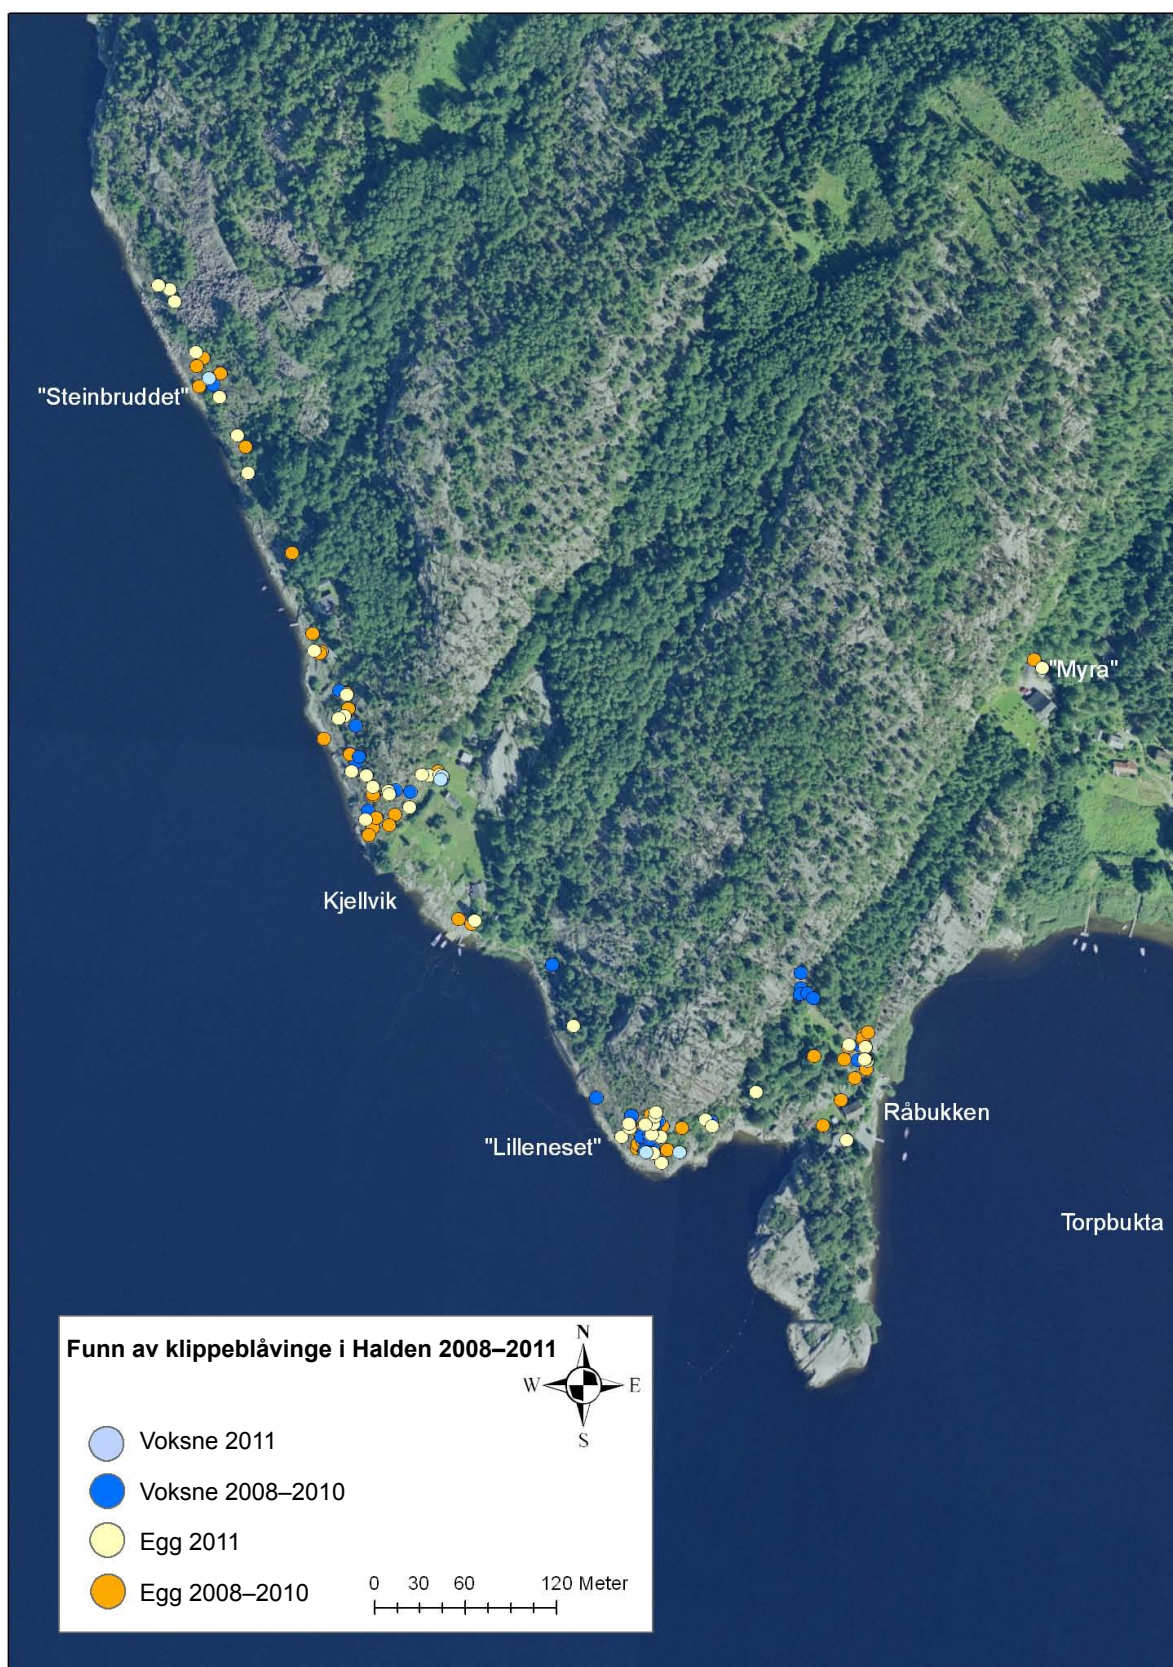 "Steinbruddet"
"Myra"
Kjellvik
Råbukken
"Lilleneset"
Torpbukta
Funn av klippeblåvinge i Halden 2008–2011
N
W E
S
Voksne 2011
Voksne 2008–2010
Egg 2011
Egg 2008–2010
0 30 60 120 Meter